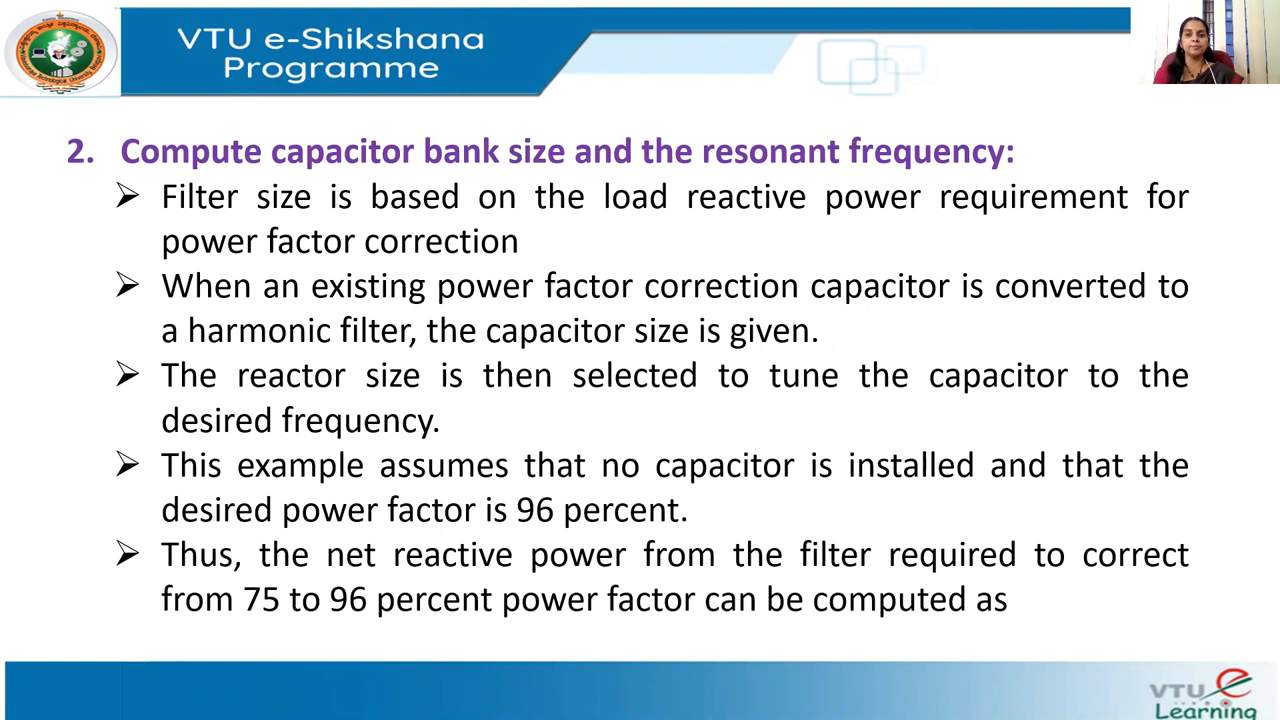 VTU e-Shikshana
Programme
2. Compute capacitor bank size and the resonant frequency:
➢ Filter size is based on the load reactive power requirement for
power factor correction
➢ When an existing power factor correction capacitor is converted to
a harmonic filter, the capacitor size is given.
➢ The reactor size is then selected to tune the capacitor to the
desired frequency.
➢ This example assumes that no capacitor is installed and that the
desired power factor is 96 percent.
➢ Thus, the net reactive power from the filter required to correct
from 75 to 96 percent power factor can be computed as
VTU e
Learning